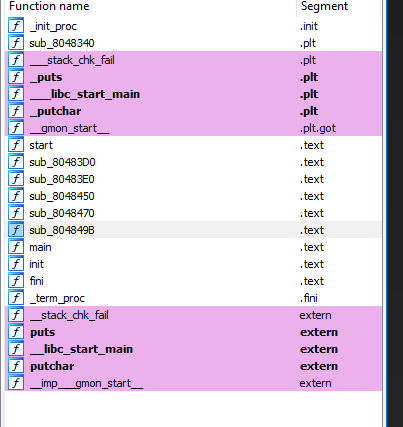 Function name Segment
f _init_proc .init
f sub_8048340 .plt
f ___stack_chk_fail .plt
f _puts .plt
f ___libc_start_main .plt
f _putchar .plt
f __gmon_start__ .plt.got
f start .text
f sub_80483D0 .text
f sub_80483E0 .text
f sub_8048450 .text
f sub_8048470 .text
f sub_804849B .text
f main .text
f init .text
f fini .text
f _term_proc .fini
f __stack_chk_fail extern
f puts extern
f __libc_start_main extern
f putchar extern
f __imp___gmon_start__ extern